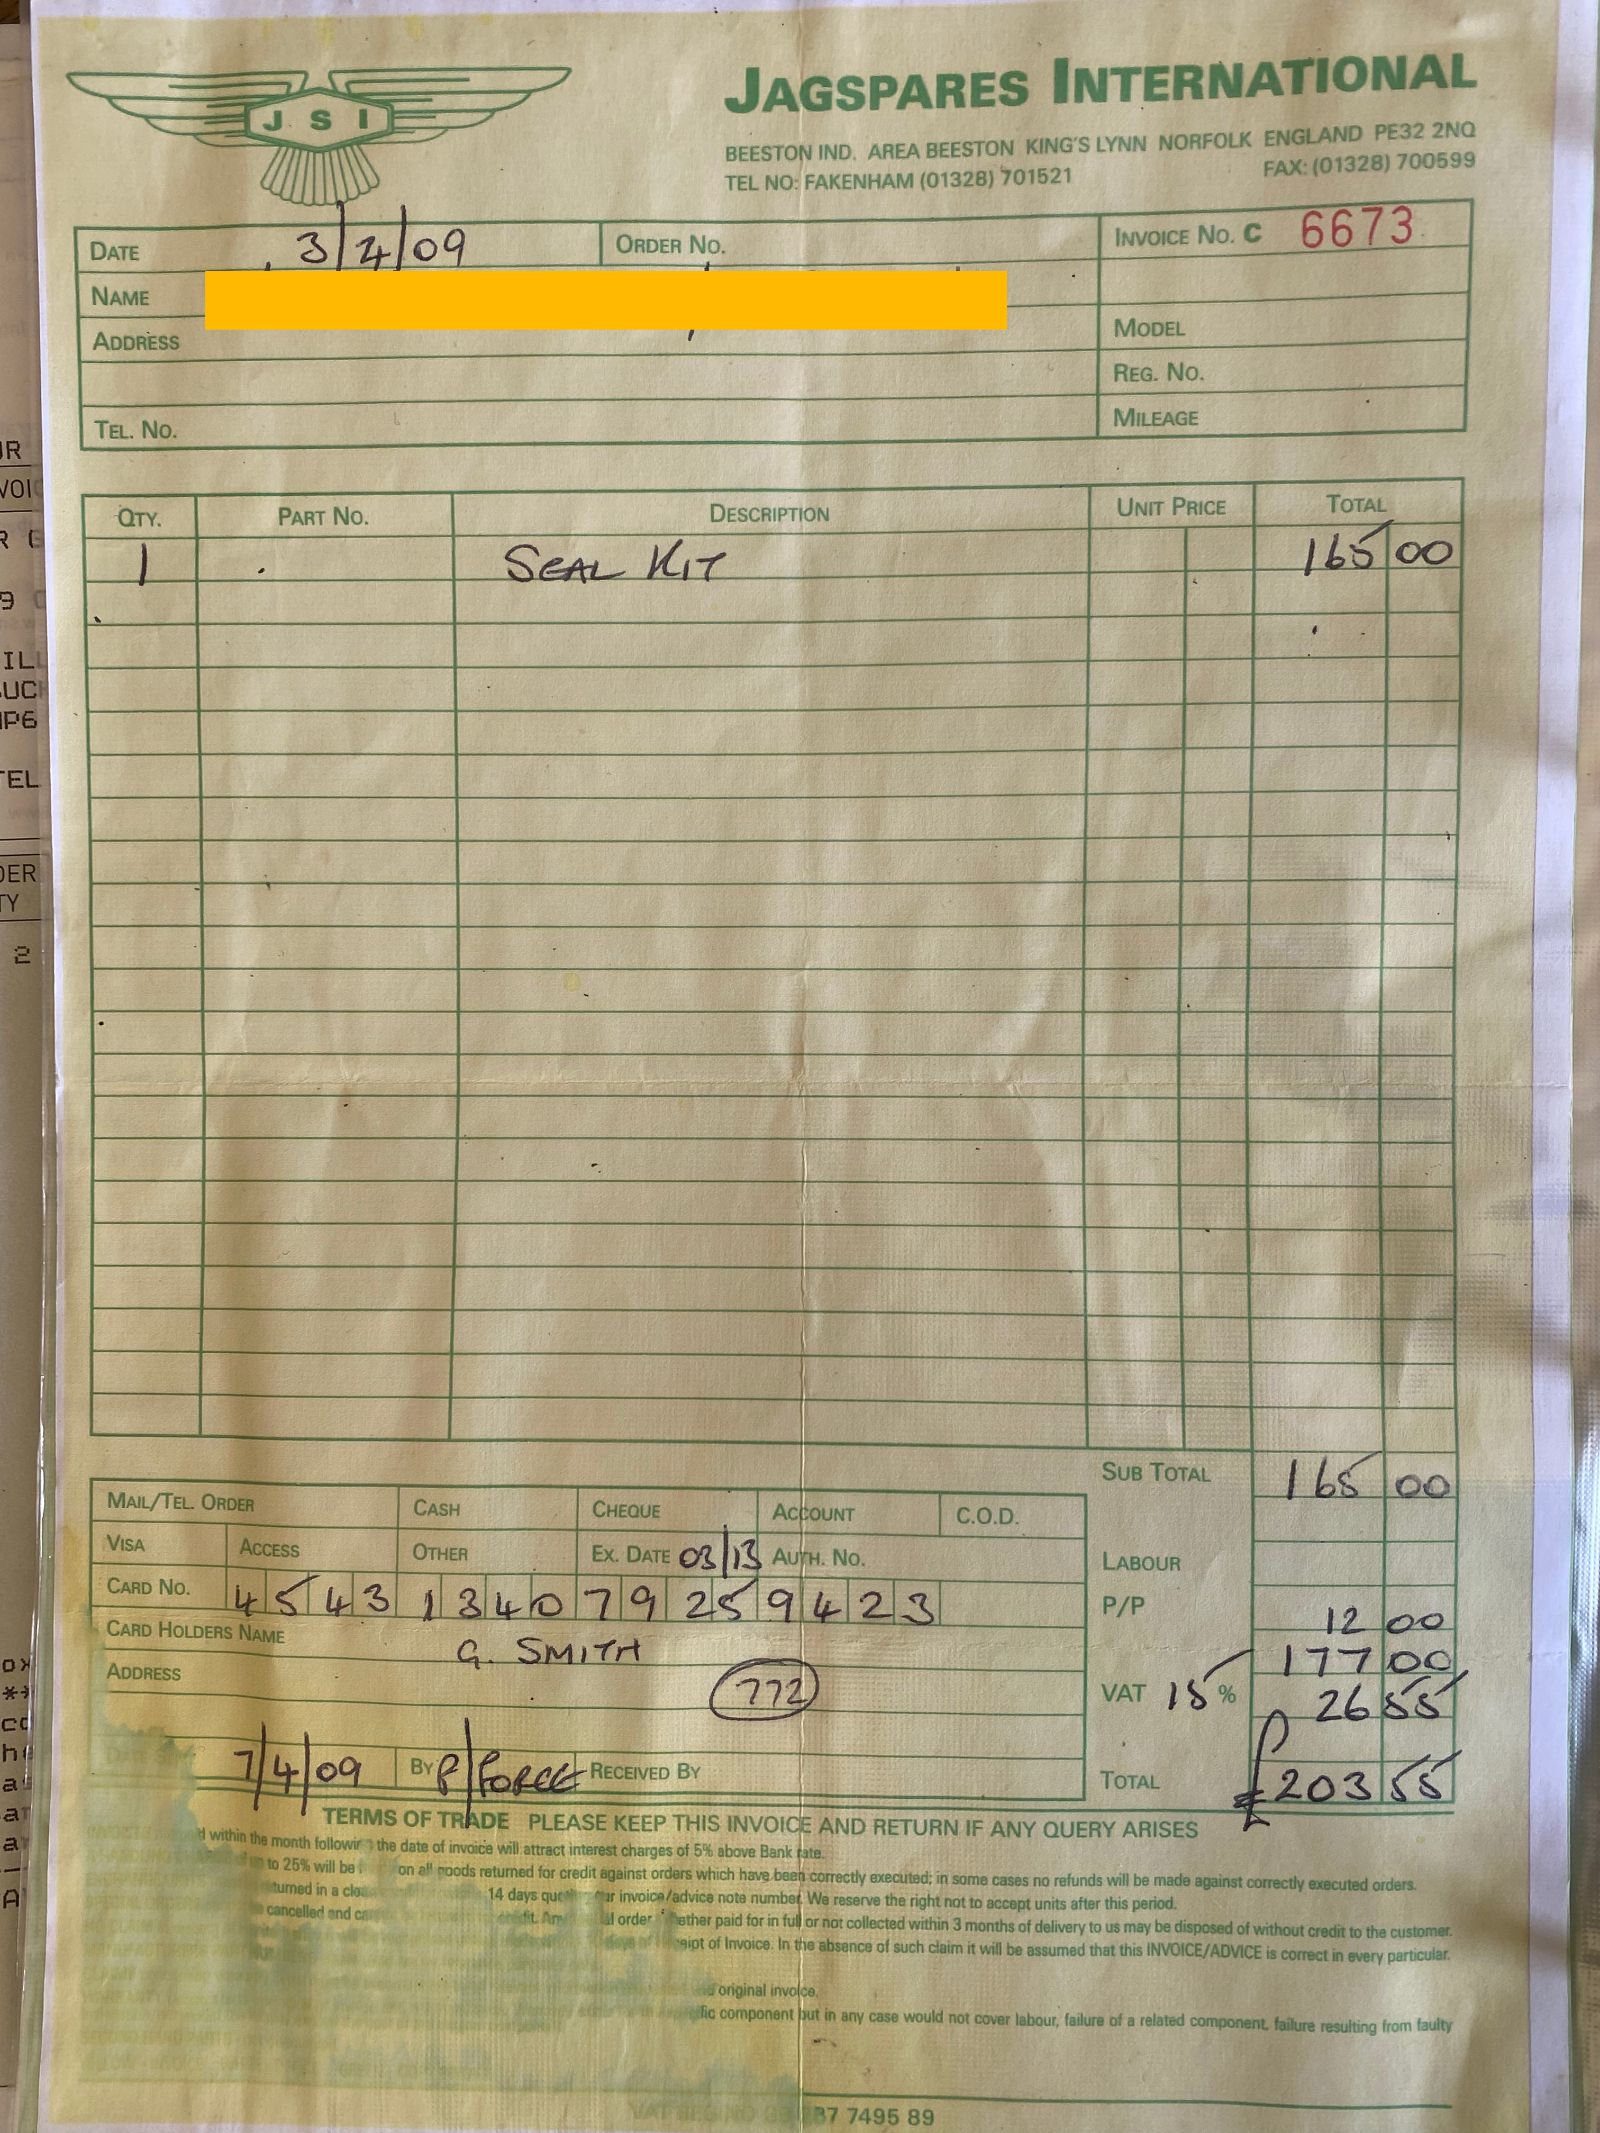 J S I
JAGSPARES INTERNATIONAL
BEESTON IND. AREA BEESTON KING'S LYNN NORFOLK ENGLAND PE32 2NQ
TEL NO: FAKENHAM (01328) 701521 FAX: (01328) 700599
DATE 3/4/09 ORDER NO. INVOICE NO. C 6673
NAME
ADDRESS MODEL
REG. NO.
TEL. NO. MILEAGE
QTY. PART NO. DESCRIPTION UNIT PRICE TOTAL
1 SEAL KIT 165 00
SUB TOTAL 165 00
MAIL/TEL. ORDER CASH CHEQUE ACCOUNT C.O.D.
VISA ACCESS OTHER EX. DATE 03/13 AUTH. NO. LABOUR
CARD NO. 4543 1340 7925 9423 P/P 12 00
CARD HOLDERS NAME G. SMITH 177 00
ADDRESS 772 VAT 15% 26 55
7/4/09 BY P/FORCE RECEIVED BY TOTAL £203 55
TERMS OF TRADE PLEASE KEEP THIS INVOICE AND RETURN IF ANY QUERY ARISES
within the month following the date of invoice will attract interest charges of 5% above Bank rate.
to 25% will be on all goods returned for credit against orders which have been correctly executed; in some cases no refunds will be made against correctly executed orders.
14 days invoice/advice note number. We reserve the right not to accept units after this period.
cancelled and order whether paid for in full or not collected within 3 months of delivery to us may be disposed of without credit to the customer.
of Invoice. In the absence of such claim it will be assumed that this INVOICE/ADVICE is correct in every particular.
original invoice.
component but in any case would not cover labour, failure of a related component, failure resulting from faulty
7495 89